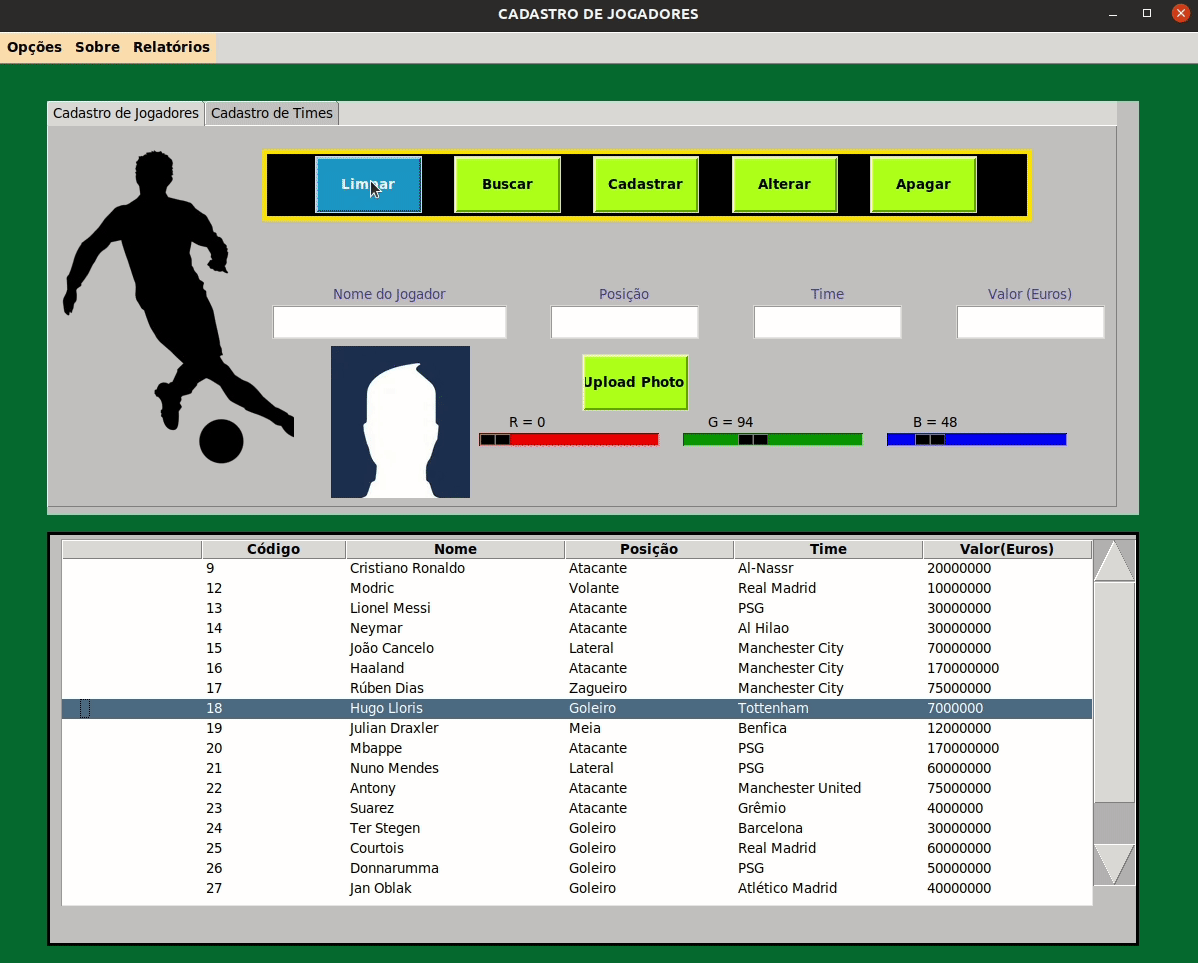 CADASTRO DE JOGADORES
Opções Sobre Relatórios
Cadastro de Jogadores Cadastro de Times
Limpar Buscar Cadastrar Alterar Apagar
Nome do Jogador Posição Time Valor (Euros)
Upload Photo
R = 0 G = 94 B = 48
Código Nome Posição Time Valor(Euros)
9 Cristiano Ronaldo Atacante Al-Nassr 20000000
12 Modric Volante Real Madrid 10000000
13 Lionel Messi Atacante PSG 30000000
14 Neymar Atacante Al Hilao 30000000
15 João Cancelo Lateral Manchester City 70000000
16 Haaland Atacante Manchester City 170000000
17 Rúben Dias Zagueiro Manchester City 75000000
18 Hugo Lloris Goleiro Tottenham 7000000
19 Julian Draxler Meia Benfica 12000000
20 Mbappe Atacante PSG 170000000
21 Nuno Mendes Lateral PSG 60000000
22 Antony Atacante Manchester United 75000000
23 Suarez Atacante Grêmio 4000000
24 Ter Stegen Goleiro Barcelona 30000000
25 Courtois Goleiro Real Madrid 60000000
26 Donnarumma Goleiro PSG 50000000
27 Jan Oblak Goleiro Atlético Madrid 40000000